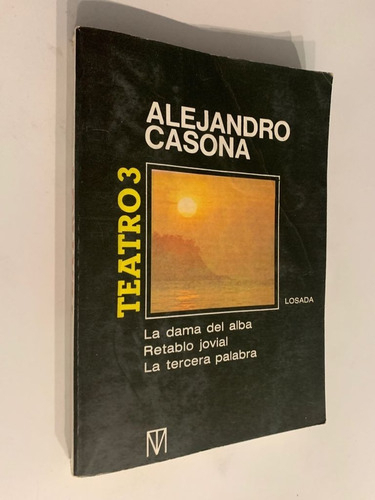 ALEJANDRO
CASONA
TEATRO 3
LOSADA
La dama del alba
Retablo jovial
La tercera palabra